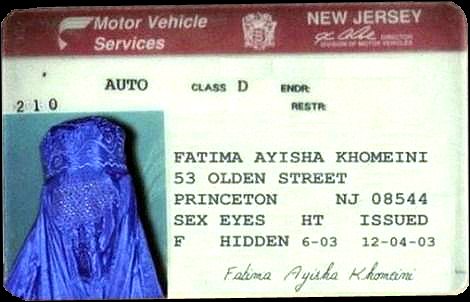 Motor Vehicle
Services
NEW JERSEY
DIRECTOR
DIVISION OF MOTOR VEHICLES
AUTO CLASS D ENDR:
RESTR:
210
FATIMA AYISHA KHOMEINI
53 OLDEN STREET
PRINCETON NJ 08544
SEX EYES HT ISSUED
F HIDDEN 6-03 12-04-03
Fatima Ayisha Khomeini